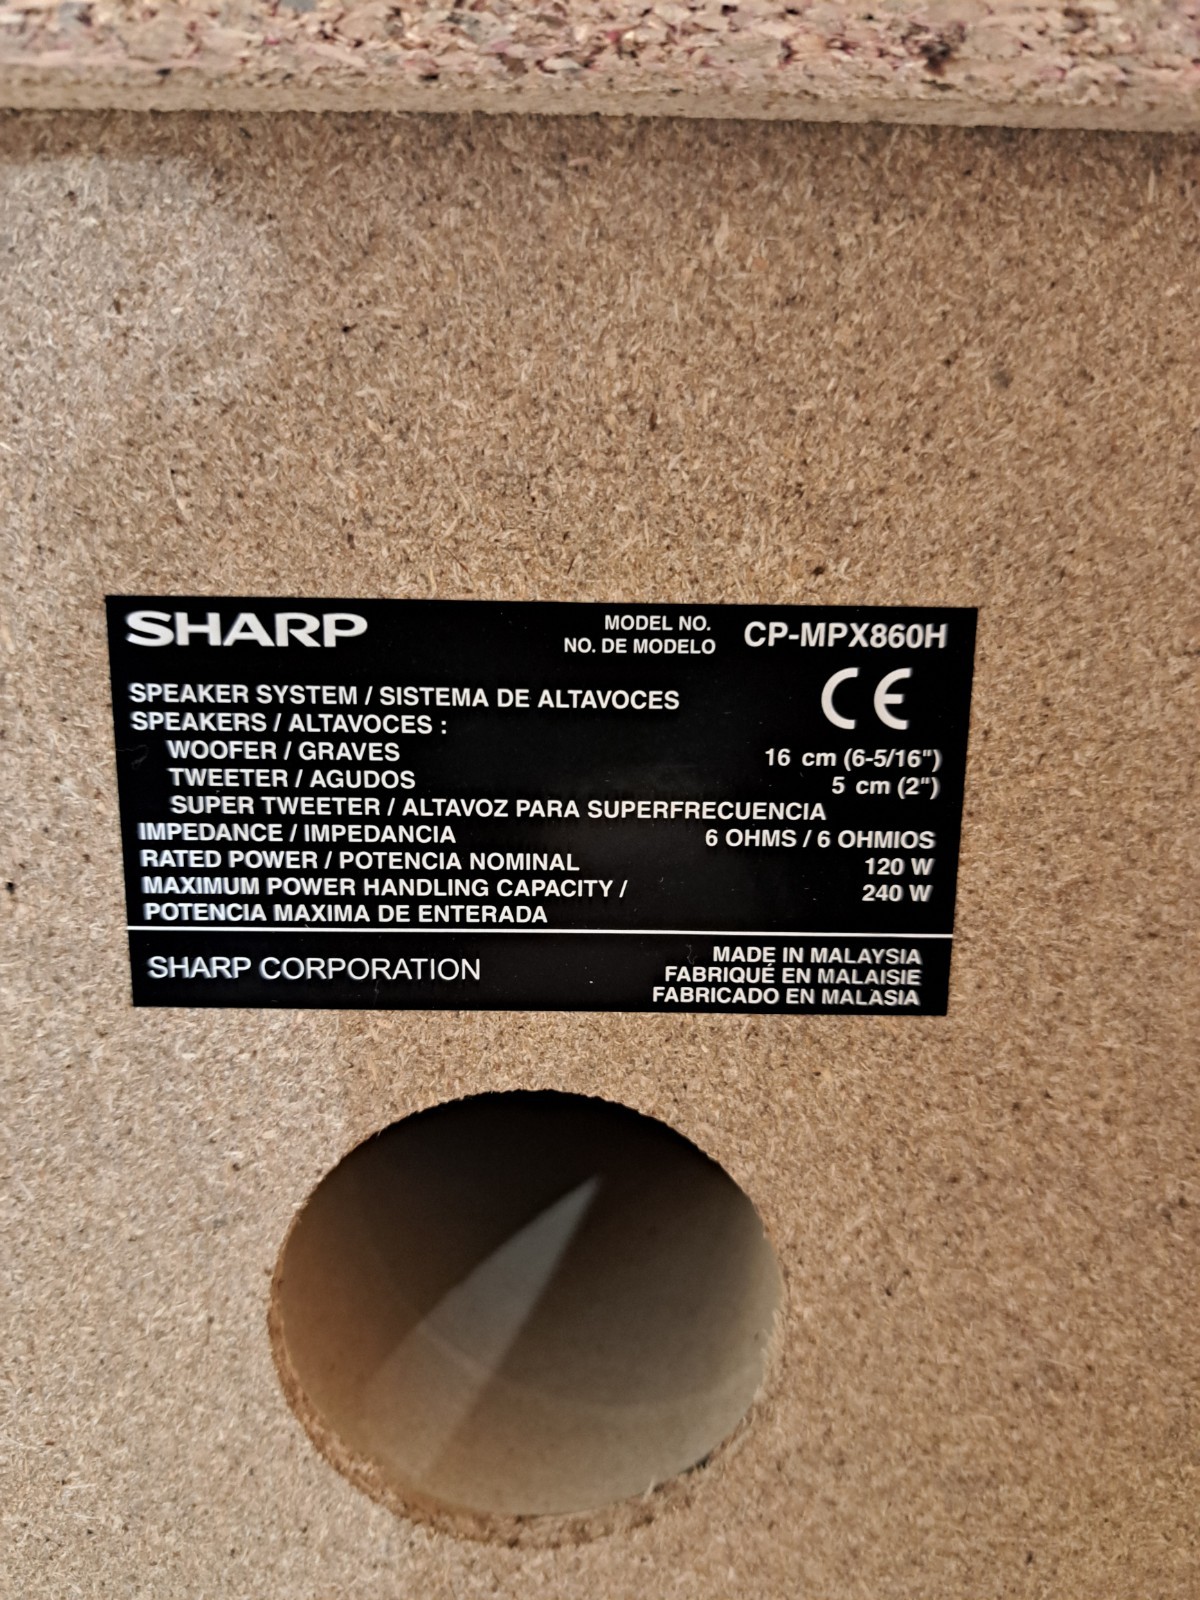 SHARP
MODEL NO.
NO. DE MODELO
CP-MPX860H
CE
SPEAKER SYSTEM / SISTEMA DE ALTAVOCES
SPEAKERS / ALTAVOCES :
WOOFER / GRAVES 16 cm (6-5/16")
TWEETER / AGUDOS 5 cm (2")
SUPER TWEETER / ALTAVOZ PARA SUPERFRECUENCIA
IMPEDANCE / IMPEDANCIA 6 OHMS / 6 OHMIOS
RATED POWER / POTENCIA NOMINAL 120 W
MAXIMUM POWER HANDLING CAPACITY / 240 W
POTENCIA MAXIMA DE ENTERADA
SHARP CORPORATION
MADE IN MALAYSIA
FABRIQUÉ EN MALAISIE
FABRICADO EN MALASIA